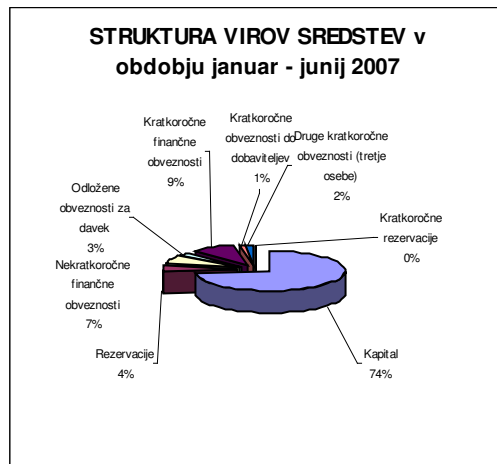 STRUKTURA VIROV SREDSTEV v
obdobju januar - junij 2007
Kratkoročne
finančne
obveznosti
9%
Kratkoročne
obveznosti do
dobaviteljev
1%
Druge kratkoročne
obveznosti (tretje
osebe)
2%
Kratkoročne
rezervacije
0%
Odložene
obveznosti za
davek
3%
Nekratkoročne
finančne
obveznosti
7%
Rezervacije
4%
Kapital
74%